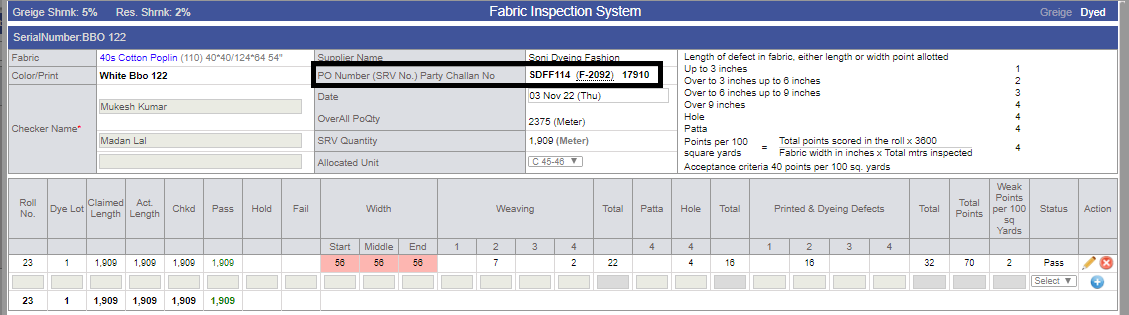 Greige Shrnk: 5% Res. Shrnk: 2% Fabric Inspection System Greige Dyed
SerialNumber:BBO 122
Fabric 40s Cotton Poplin (110) 40*40/124*64 54" Supplier Name Soni Dyeing Fashion
Color/Print White Bbo 122 PO Number (SRV No.) Party Challan No SDFF114 (F-2092) 17910
Checker Name* Mukesh Kumar Date 03 Nov 22 (Thu)
OverAll PoQty 2375 (Meter)
Madan Lal SRV Quantity 1,909 (Meter)
Allocated Unit C 45-46 ▼
Length of defect in fabric, either length or width point allotted
Up to 3 inches 1
Over to 3 inches up to 6 inches 2
Over to 6 inches up to 9 inches 3
Over 9 inches 4
Hole 4
Patta 4
Points per 100 square yards = Total points scored in the roll x 3600 4
Fabric width in inches x Total mtrs inspected
Acceptance criteria 40 points per 100 sq. yards
Roll No. Dye Lot Claimed Length Act. Length Chkd Pass Hold Fail Width Weaving Total Patta Hole Total Printed & Dyeing Defects Total Total Points Weak Points per 100 sq Yards Status Action
Start Middle End 1 2 3 4 4 4 1 2 3 4
23 1 1,909 1,909 1,909 1,909 56 56 56 7 2 22 4 16 16 32 70 2 Pass
Select ▼
23 1 1,909 1,909 1,909 1,909